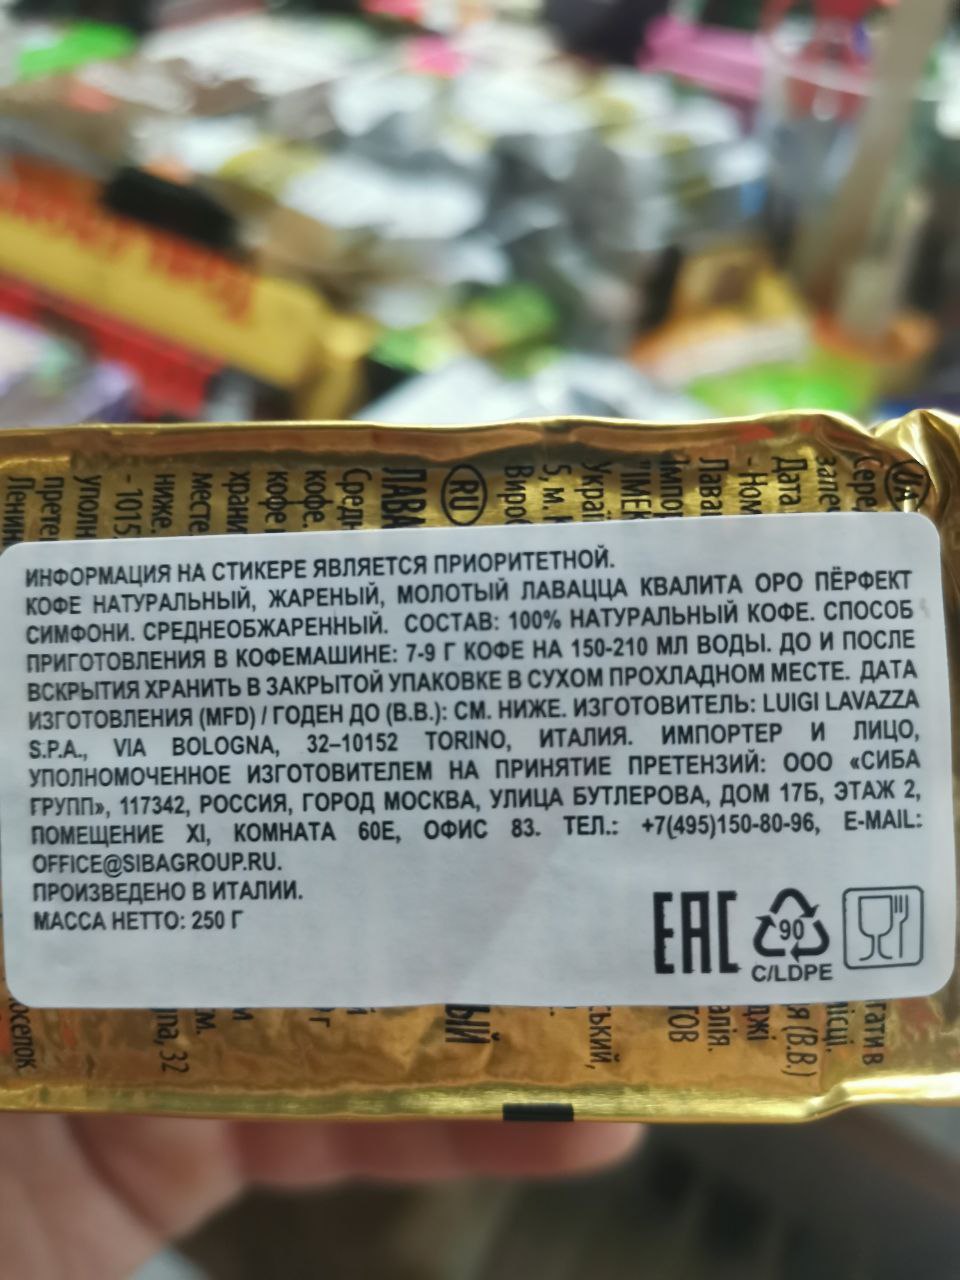 ИНФОРМАЦИЯ НА СТИКЕРЕ ЯВЛЯЕТСЯ ПРИОРИТЕТНОЙ.
КОФЕ НАТУРАЛЬНЫЙ, ЖАРЕНЫЙ, МОЛОТЫЙ ЛАВАЦЦА КВАЛИТА ОРО ПЁРФЕКТ
СИМФОНИ. СРЕДНЕОБЖАРЕННЫЙ. СОСТАВ: 100% НАТУРАЛЬНЫЙ КОФЕ. СПОСОБ
ПРИГОТОВЛЕНИЯ В КОФЕМАШИНЕ: 7-9 Г КОФЕ НА 150-210 МЛ ВОДЫ. ДО И ПОСЛЕ
ВСКРЫТИЯ ХРАНИТЬ В ЗАКРЫТОЙ УПАКОВКЕ В СУХОМ ПРОХЛАДНОМ МЕСТЕ. ДАТА
ИЗГОТОВЛЕНИЯ (MFD) / ГОДЕН ДО (B.B.): СМ. НИЖЕ. ИЗГОТОВИТЕЛЬ: LUIGI LAVAZZA
S.P.A., VIA BOLOGNA, 32–10152 TORINO, ИТАЛИЯ. ИМПОРТЕР И ЛИЦО,
УПОЛНОМОЧЕННОЕ ИЗГОТОВИТЕЛЕМ НА ПРИНЯТИЕ ПРЕТЕНЗИЙ: ООО «СИБА
ГРУПП», 117342, РОССИЯ, ГОРОД МОСКВА, УЛИЦА БУТЛЕРОВА, ДОМ 17Б, ЭТАЖ 2,
ПОМЕЩЕНИЕ XI, КОМНАТА 60Е, ОФИС 83. ТЕЛ.: +7(495)150-80-96, E-MAIL:
OFFICE@SIBAGROUP.RU.
ПРОИЗВЕДЕНО В ИТАЛИИ.
МАССА НЕТТО: 250 Г
EAC
90
C/LDPE
UA
RU